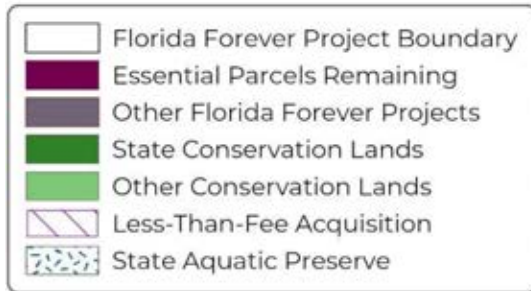 Florida Forever Project Boundary
Essential Parcels Remaining
Other Florida Forever Projects
State Conservation Lands
Other Conservation Lands
Less-Than-Fee Acquisition
State Aquatic Preserve